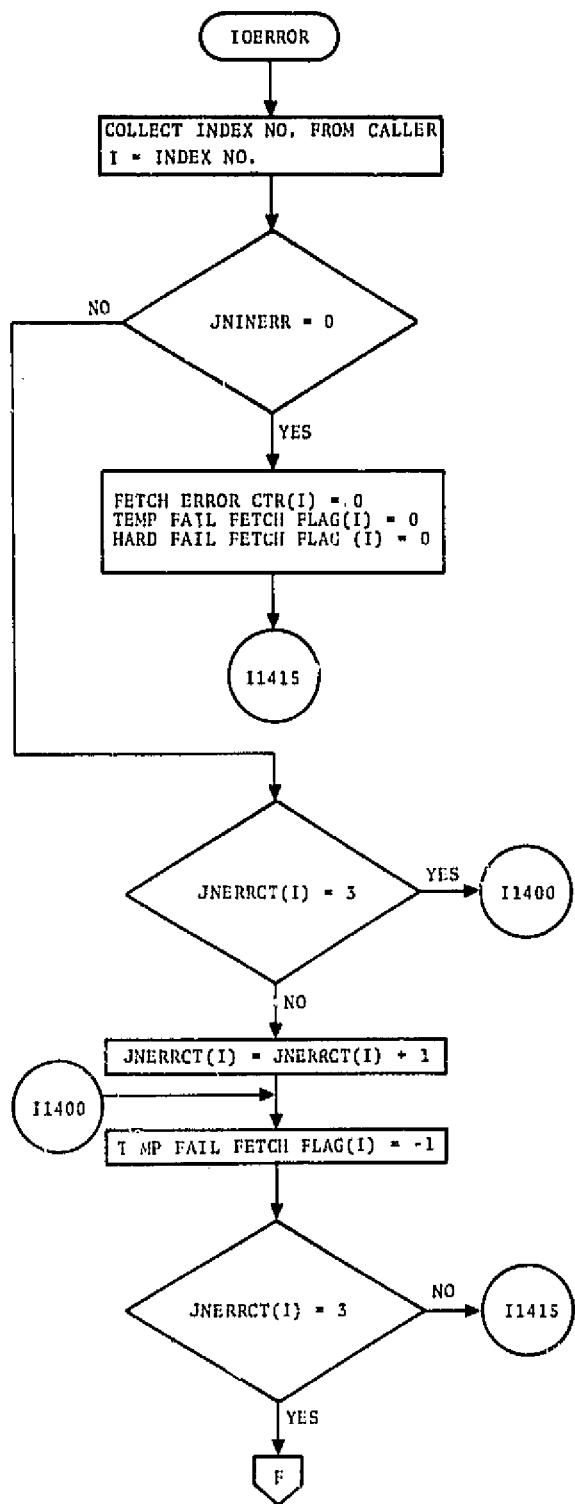 IOERROR
COLLECT INDEX NO. FROM CALLER
I = INDEX NO.
NO
JNINERR = 0
YES
FETCH ERROR CTR(I) = 0
TEMP FAIL FETCH FLAG(I) = 0
HARD FAIL FETCH FLAG (I) = 0
I1415
JNERRCT(I) = 3
YES
I1400
NO
JNERRCT(I) = JNERRCT(I) + 1
I1400
T MP FAIL FETCH FLAG(I) = -1
JNERRCT(I) = 3
NO
I1415
YES
F